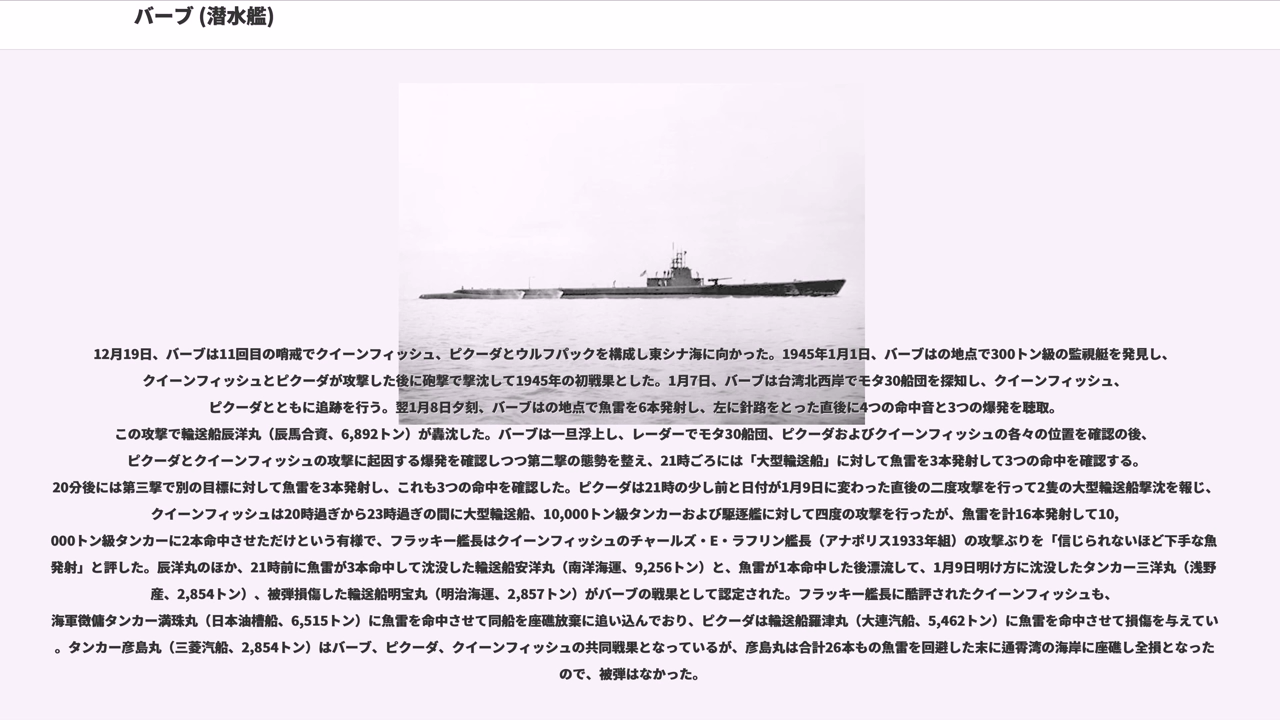 バーブ (潜水艦)
12月19日、バーブは11回目の哨戒でクイーンフィッシュ、ピクーダとウルフパックを構成し東シナ海に向かった。1945年1月1日、バーブはの地点で300トン級の監視艇を発見し、
クイーンフィッシュとピクーダが攻撃した後に砲撃で撃沈して1945年の初戦果とした。1月7日、バーブは台湾北西岸でモタ30船団を探知し、クイーンフィッシュ、
ピクーダとともに追跡を行う。翌1月8日夕刻、バーブはの地点で魚雷を6本発射し、左に針路をとった直後に4つの命中音と3つの爆発を聴取。
この攻撃で輸送船辰洋丸（辰馬合資、6,892トン）が轟沈した。バーブは一旦浮上し、レーダーでモタ30船団、ピクーダおよびクイーンフィッシュの各々の位置を確認の後、
ピクーダとクイーンフィッシュの攻撃に起因する爆発を確認しつつ第二撃の態勢を整え、21時ごろには「大型輸送船」に対して魚雷を3本発射して3つの命中を確認する。
20分後には第三撃で別の目標に対して魚雷を3本発射し、これも3つの命中を確認した。ピクーダは21時の少し前と日付が1月9日に変わった直後の二度攻撃を行って2隻の大型輸送船撃沈を報じ、
クイーンフィッシュは20時過ぎから23時過ぎの間に大型輸送船、10,000トン級タンカーおよび駆逐艦に対して四度の攻撃を行ったが、魚雷を計16本発射して10,
000トン級タンカーに2本命中させただけという有様で、フラッキー艦長はクイーンフィッシュのチャールズ・E・ラフリン艦長（アナポリス1933年組）の攻撃ぶりを「信じられないほど下手な魚
発射」と評した。辰洋丸のほか、21時前に魚雷が3本命中して沈没した輸送船安洋丸（南洋海運、9,256トン）と、魚雷が1本命中した後漂流して、1月9日明け方に沈没したタンカー三洋丸（浅野
産、2,854トン）、被弾損傷した輸送船明宝丸（明治海運、2,857トン）がバーブの戦果として認定された。フラッキー艦長に酷評されたクイーンフィッシュも、
海軍徴傭タンカー満珠丸（日本油槽船、6,515トン）に魚雷を命中させて同船を座礁放棄に追い込んでおり、ピクーダは輸送船羅津丸（大連汽船、5,462トン）に魚雷を命中させて損傷を与えてい
。タンカー彦島丸（三菱汽船、2,854トン）はバーブ、ピクーダ、クイーンフィッシュの共同戦果となっているが、彦島丸は合計26本もの魚雷を回避した末に通霄湾の海岸に座礁し全損となった
ので、被弾はなかった。